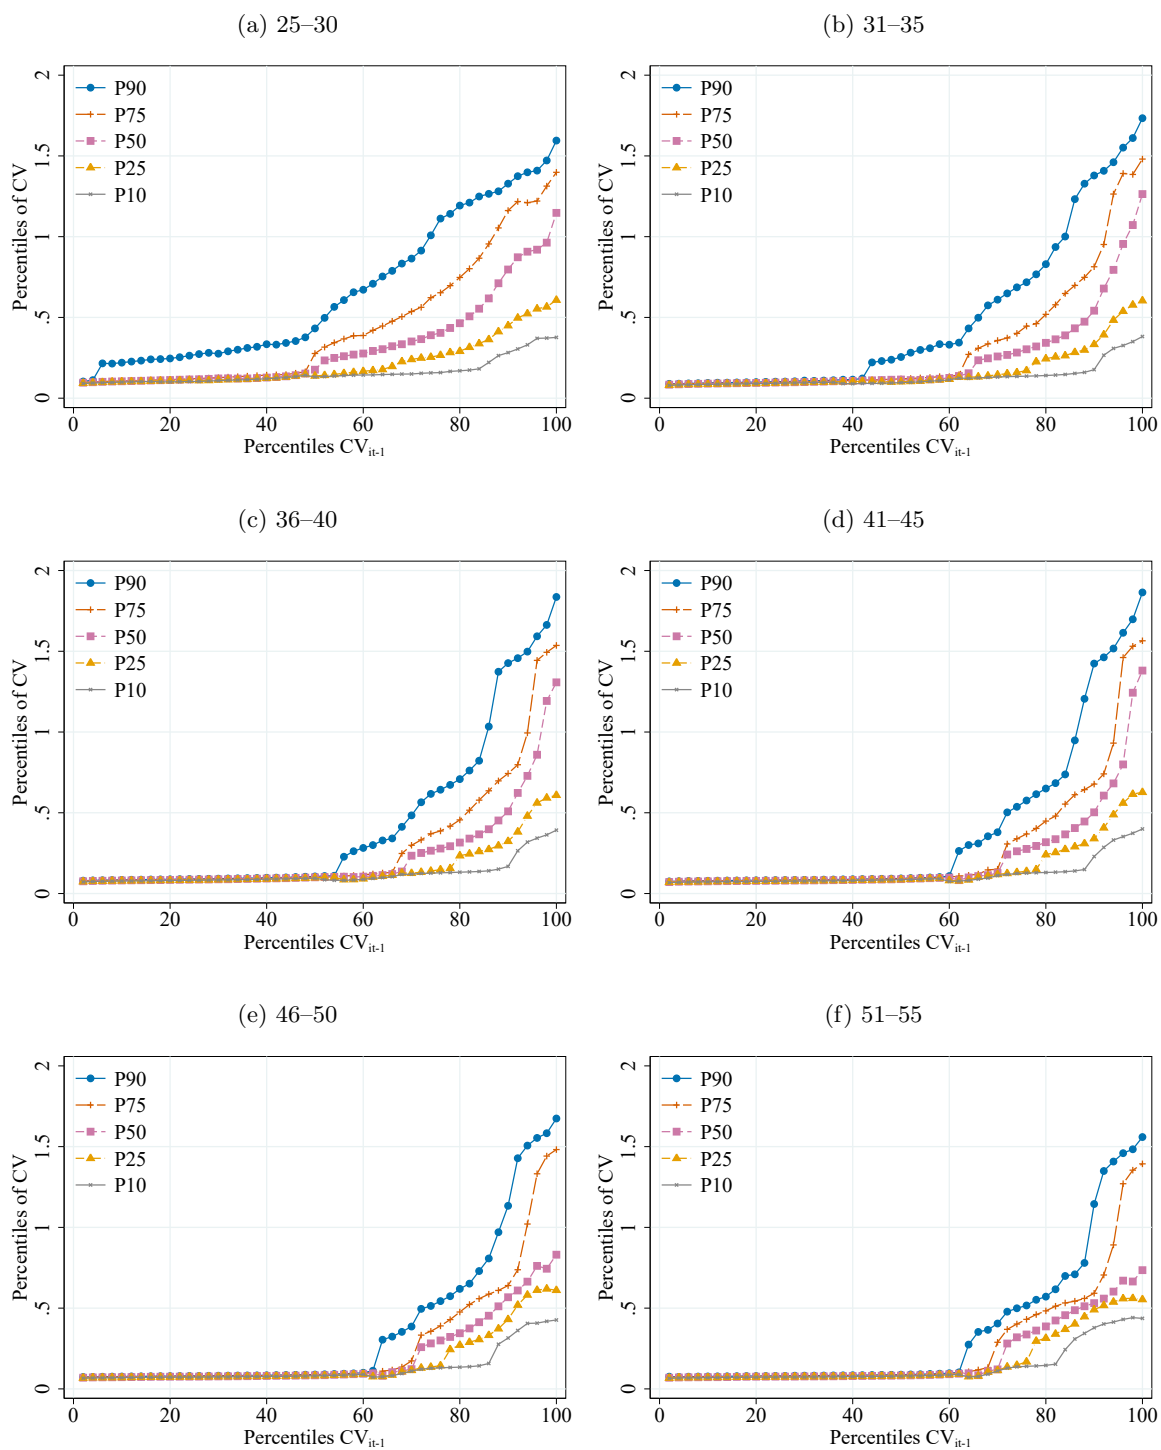 (a) 25–30
2
1.5
1
.5
0
Percentiles of CV
P90
P75
P50
P25
P10
0 20 40 60 80 100
Percentiles CVit-1
(b) 31–35
2
1.5
1
.5
0
Percentiles of CV
P90
P75
P50
P25
P10
0 20 40 60 80 100
Percentiles CVit-1
(c) 36–40
2
1.5
1
.5
0
Percentiles of CV
P90
P75
P50
P25
P10
0 20 40 60 80 100
Percentiles CVit-1
(d) 41–45
2
1.5
1
.5
0
Percentiles of CV
P90
P75
P50
P25
P10
0 20 40 60 80 100
Percentiles CVit-1
(e) 46–50
2
1.5
1
.5
0
Percentiles of CV
P90
P75
P50
P25
P10
0 20 40 60 80 100
Percentiles CVit-1
(f) 51–55
2
1.5
1
.5
0
Percentiles of CV
P90
P75
P50
P25
P10
0 20 40 60 80 100
Percentiles CVit-1